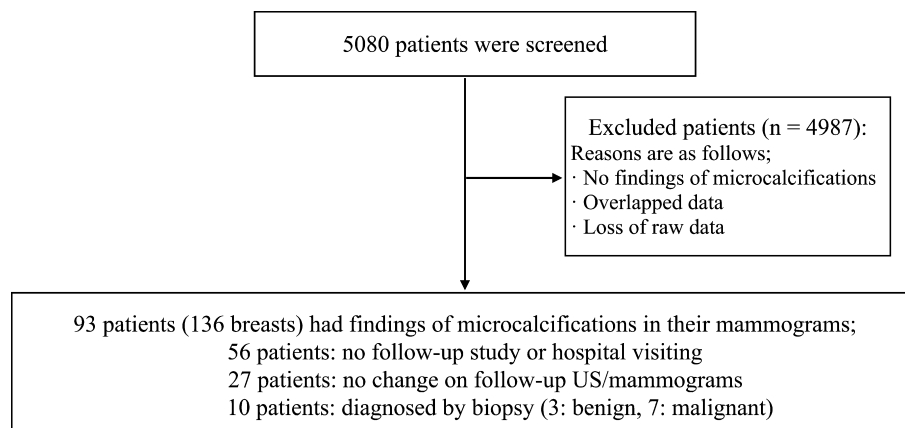 5080 patients were screened
Excluded patients (n = 4987):
Reasons are as follows;
· No findings of microcalcifications
· Overlapped data
· Loss of raw data
93 patients (136 breasts) had findings of microcalcifications in their mammograms;
56 patients: no follow-up study or hospital visiting
27 patients: no change on follow-up US/mammograms
10 patients: diagnosed by biopsy (3: benign, 7: malignant)